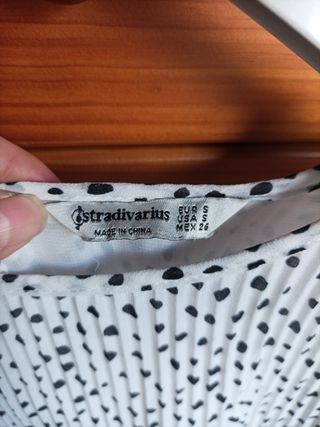 stradivarius
MADE IN CHINA
EUR S
USA S
MEX 26